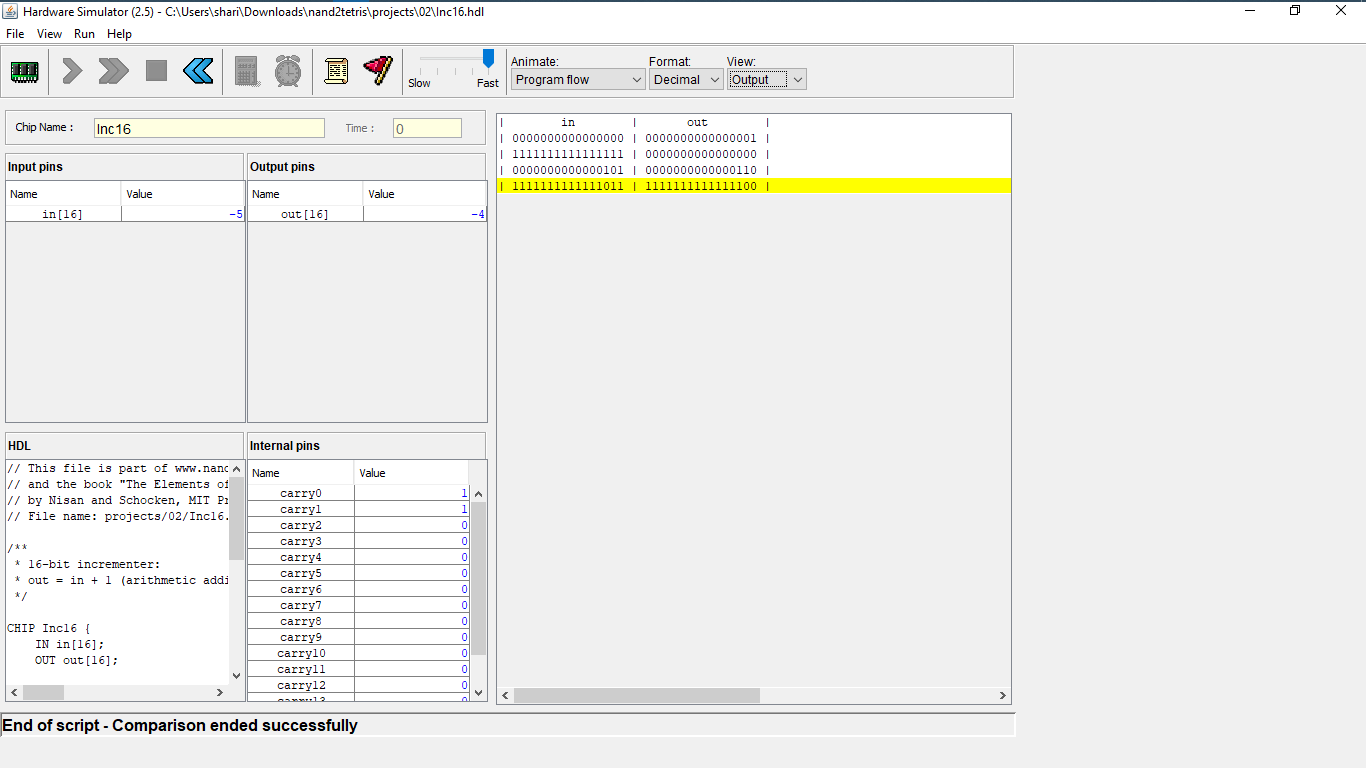 Hardware Simulator (2.5) - C:\Users\shari\Downloads\nand2tetris\projects\02\Inc16.hdl
File View Run Help
Slow Fast
Animate: Format: View:
Program flow Decimal Output
Chip Name : Inc16 Time : 0
Input pins
Name Value
in[16] -5
Output pins
Name Value
out[16] -4
HDL
// This file is part of www.nand
// and the book "The Elements of
// by Nisan and Schocken, MIT Pr
// File name: projects/02/Inc16.
/**
* 16-bit incrementer:
* out = in + 1 (arithmetic addi
*/
CHIP Inc16 {
IN in[16];
OUT out[16];
Internal pins
Name Value
carry0 1
carry1 1
carry2 0
carry3 0
carry4 0
carry5 0
carry6 0
carry7 0
carry8 0
carry9 0
carry10 0
carry11 0
carry12 0
carry13 0
| in | out |
| 0000000000000000 | 0000000000000001 |
| 1111111111111111 | 0000000000000000 |
| 0000000000000101 | 0000000000000110 |
| 1111111111111011 | 1111111111111100 |
End of script - Comparison ended successfully